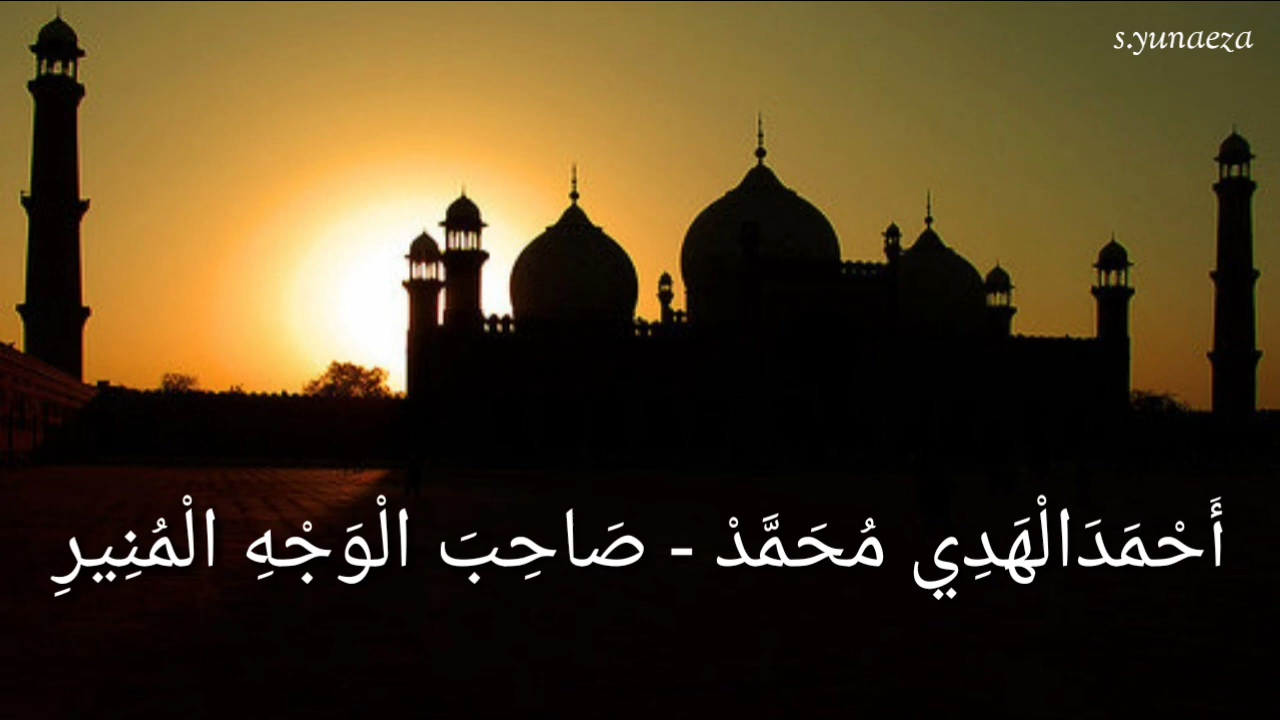 s.yunaeza
أَحْمَدَالْهَدِي مُحَمَّدْ - صَاحِبَ الْوَجْهِ الْمُنِيرِ